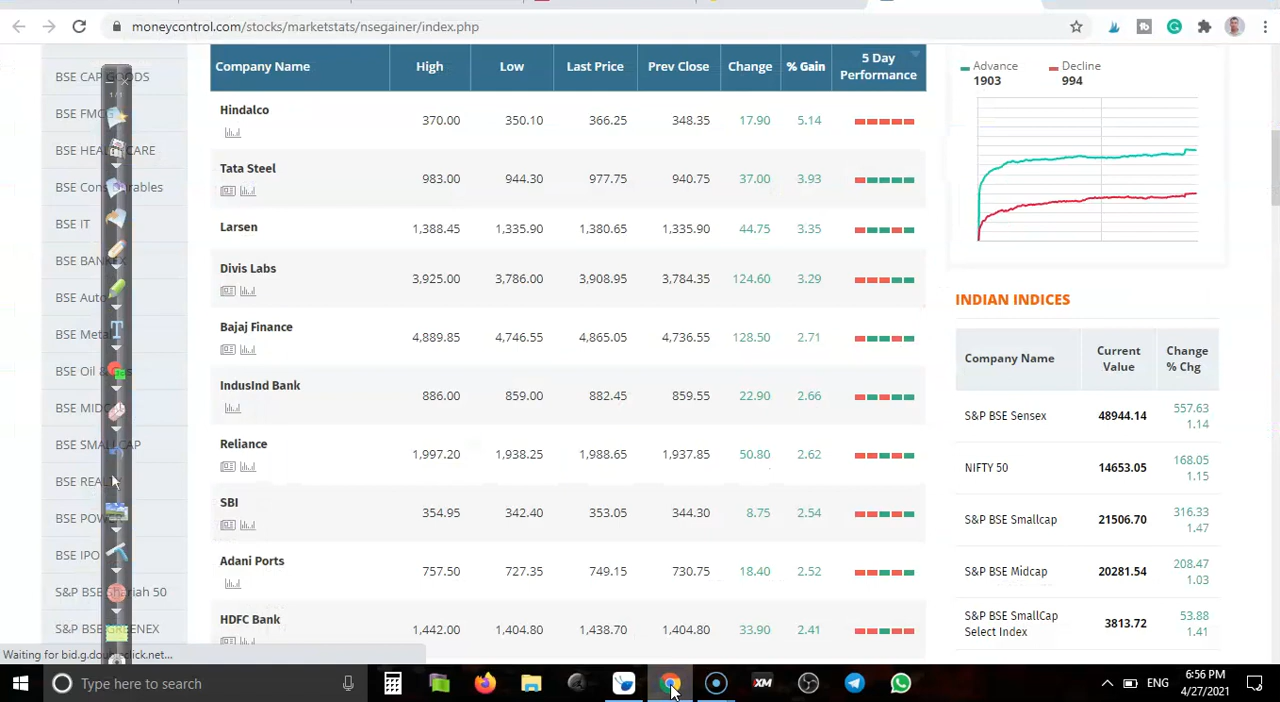 moneycontrol.com/stocks/marketstats/nsegainer/index.php
BSE CAP GOODS
1/1
BSE FMCG
BSE HEALTHCARE
BSE Cons Durables
BSE IT
BSE BANKEX
BSE Auto
BSE Metal
BSE Oil & Gas
BSE MIDCAP
BSE SMALLCAP
BSE REALTY
BSE POWER
BSE IPO
S&P BSE Shariah 50
S&P BSE GREENEX
Company Name High Low Last Price Prev Close Change % Gain 5 Day Performance
Hindalco 370.00 350.10 366.25 348.35 17.90 5.14
Tata Steel 983.00 944.30 977.75 940.75 37.00 3.93
Larsen 1,388.45 1,335.90 1,380.65 1,335.90 44.75 3.35
Divis Labs 3,925.00 3,786.00 3,908.95 3,784.35 124.60 3.29
Bajaj Finance 4,889.85 4,746.55 4,865.05 4,736.55 128.50 2.71
IndusInd Bank 886.00 859.00 882.45 859.55 22.90 2.66
Reliance 1,997.20 1,938.25 1,988.65 1,937.85 50.80 2.62
SBI 354.95 342.40 353.05 344.30 8.75 2.54
Adani Ports 757.50 727.35 749.15 730.75 18.40 2.52
HDFC Bank 1,442.00 1,404.80 1,438.70 1,404.80 33.90 2.41
Advance Decline
1903 994
INDIAN INDICES
Company Name Current Value Change % Chg
S&P BSE Sensex 48944.14 557.63 1.14
NIFTY 50 14653.05 168.05 1.15
S&P BSE Smallcap 21506.70 316.33 1.47
S&P BSE Midcap 20281.54 208.47 1.03
S&P BSE SmallCap Select Index 3813.72 53.88 1.41
Waiting for bid.g.doubleclick.net...
Type here to search
XM
ENG
6:56 PM
4/27/2021